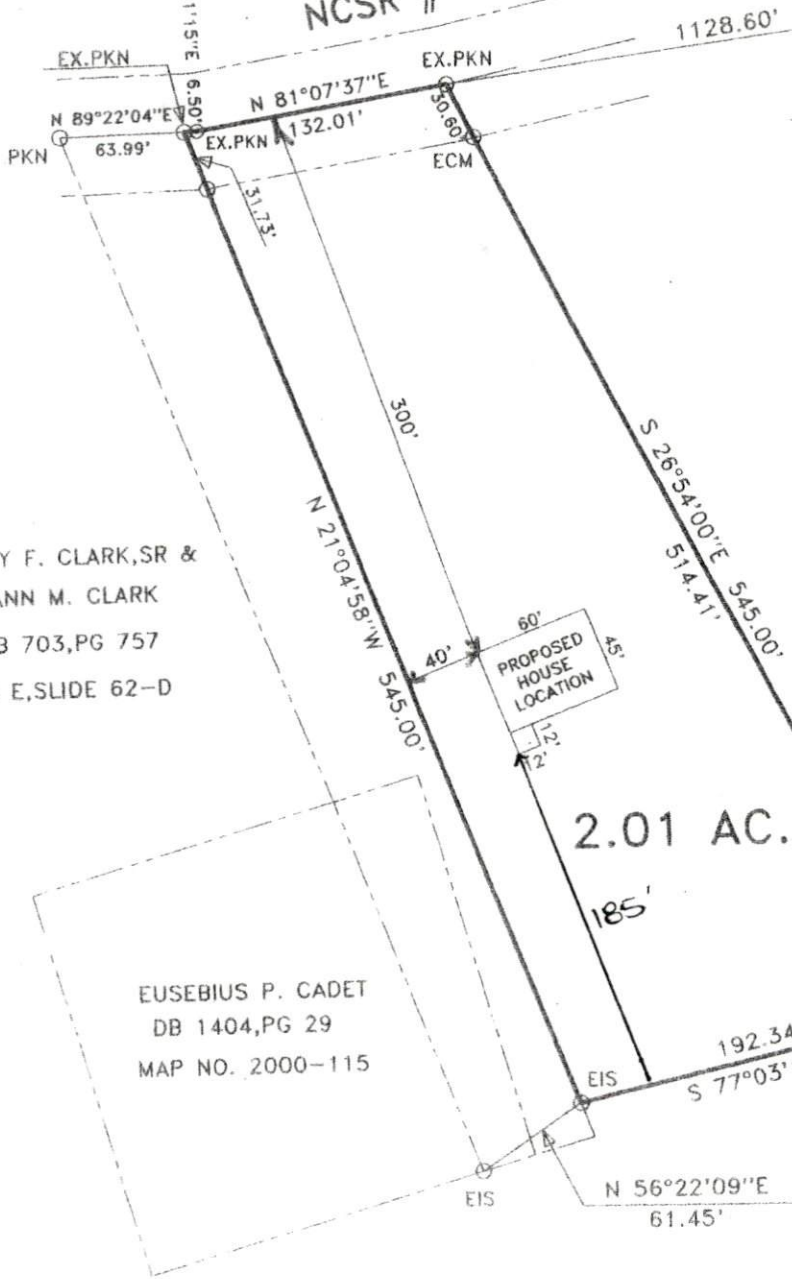 NCSR #
1'15"E 6.50'
1128.60'
EX.PKN
EX.PKN
N 89°22'04"E
63.99'
PKN
N 81°07'37"E
132.01'
EX.PKN
30.60'
ECM
31.73'
300'
N 21°04'58"W 545.00'
S 26°54'00"E 545.00'
514.41'
Y F. CLARK,SR &
ANN M. CLARK
B 703,PG 757
E,SLIDE 62-D
40'
60'
45'
PROPOSED
HOUSE
LOCATION
12'
12'
2.01 AC.
185'
EUSEBIUS P. CADET
DB 1404,PG 29
MAP NO. 2000-115
EIS
192.34
S 77°03'
EIS
N 56°22'09"E
61.45'